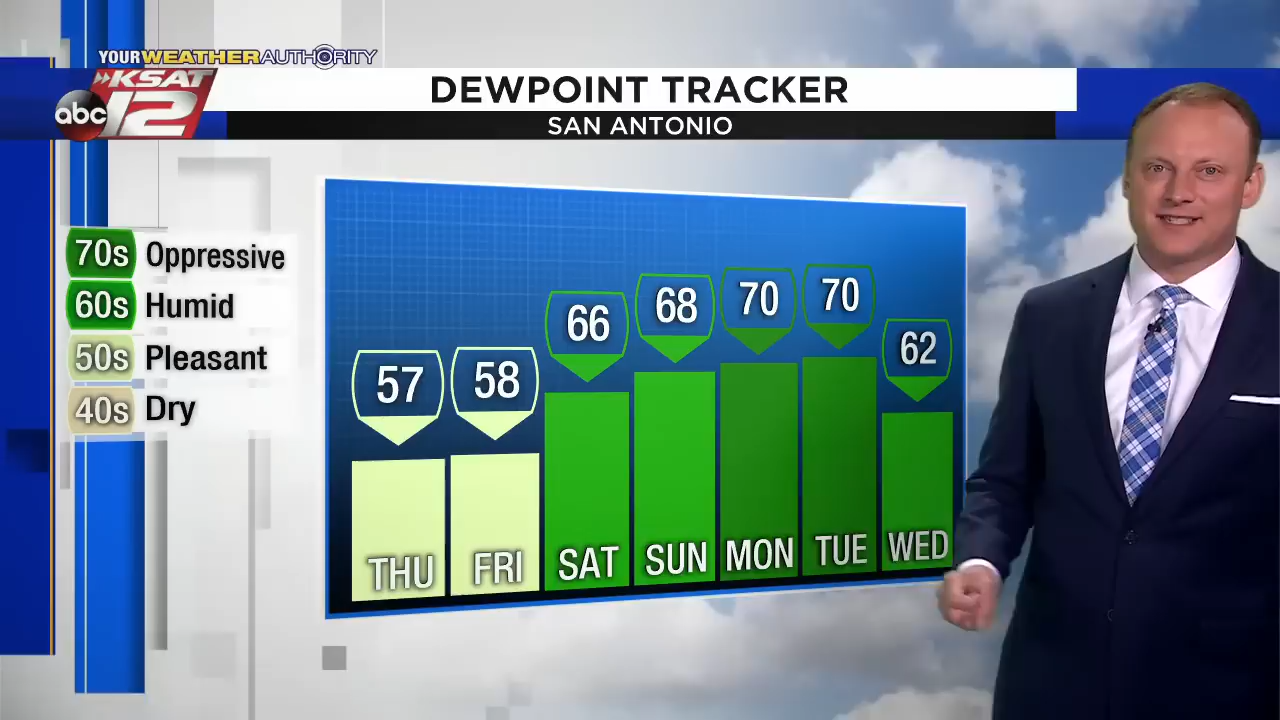 YOUR WEATHER AUTHORITY
KSAT
abc 12
DEWPOINT TRACKER
SAN ANTONIO
70s Oppressive
60s Humid
50s Pleasant
40s Dry
57 58 66 68 70 70 62
THU FRI SAT SUN MON TUE WED